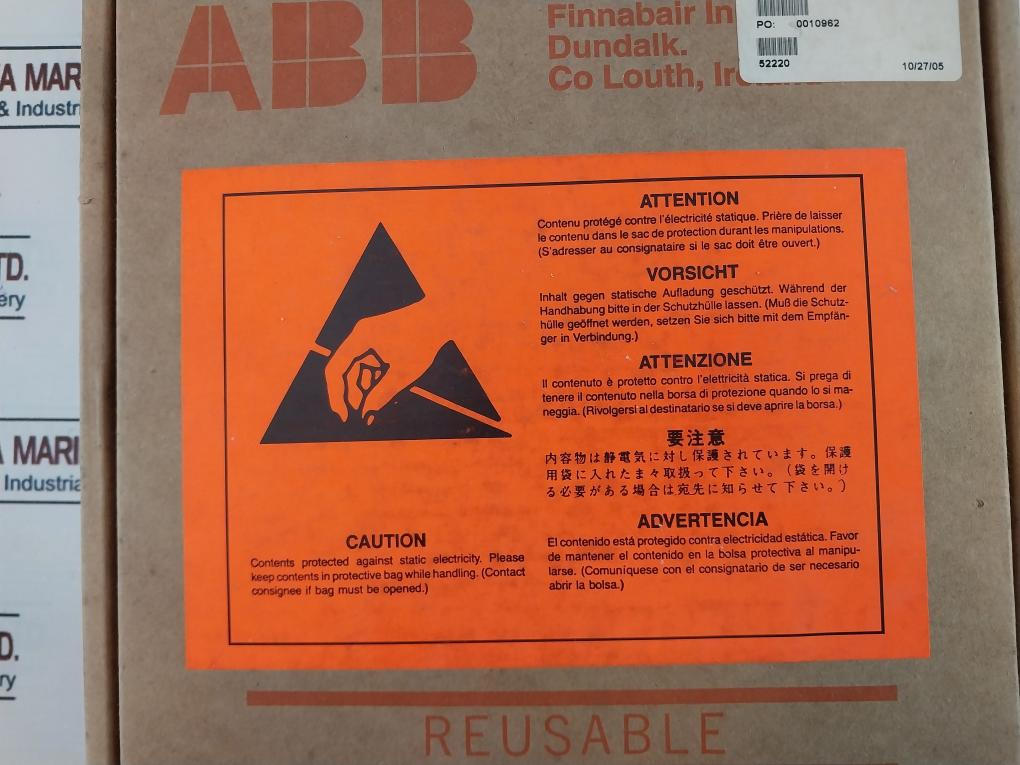 ABB
Finnabair In
Dundalk.
Co Louth,
PO: 0010962
52220
10/27/05
A MAR
& Industr
TD.
ery
A MARI
Industria
D.
ry
ATTENTION
Contenu protégé contre l'électricité statique. Prière de laisser
le contenu dans le sac de protection durant les manipulations.
(S'adresser au consignataire si le sac doit être ouvert.)
VORSICHT
Inhalt gegen statische Aufladung geschützt. Während der
Handhabung bitte in der Schutzhülle lassen. (Muß die Schutz-
hülle geöffnet werden, setzen Sie sich bitte mit dem Empfän-
ger in Verbindung.)
ATTENZIONE
Il contenuto è protetto contro l'elettricità statica. Si prega di
tenere il contenuto nella borsa di protezione quando lo si ma-
neggia. (Rivolgersi al destinatario se si deve aprire la borsa.)
要注意
内容物は静電気に対し保護されています。保護
用袋に入れたまゝ取扱って下さい。(袋を開け
る必要がある場合は宛先に知らせて下さい。)
ADVERTENCIA
El contenido está protegido contra electricidad estática. Favor
de mantener el contenido en la bolsa protectiva al manipu-
larse. (Comuníquese con el consignatario de ser necesario
abrir la bolsa.)
CAUTION
Contents protected against static electricity. Please
keep contents in protective bag while handling. (Contact
consignee if bag must be opened.)
REUSABLE